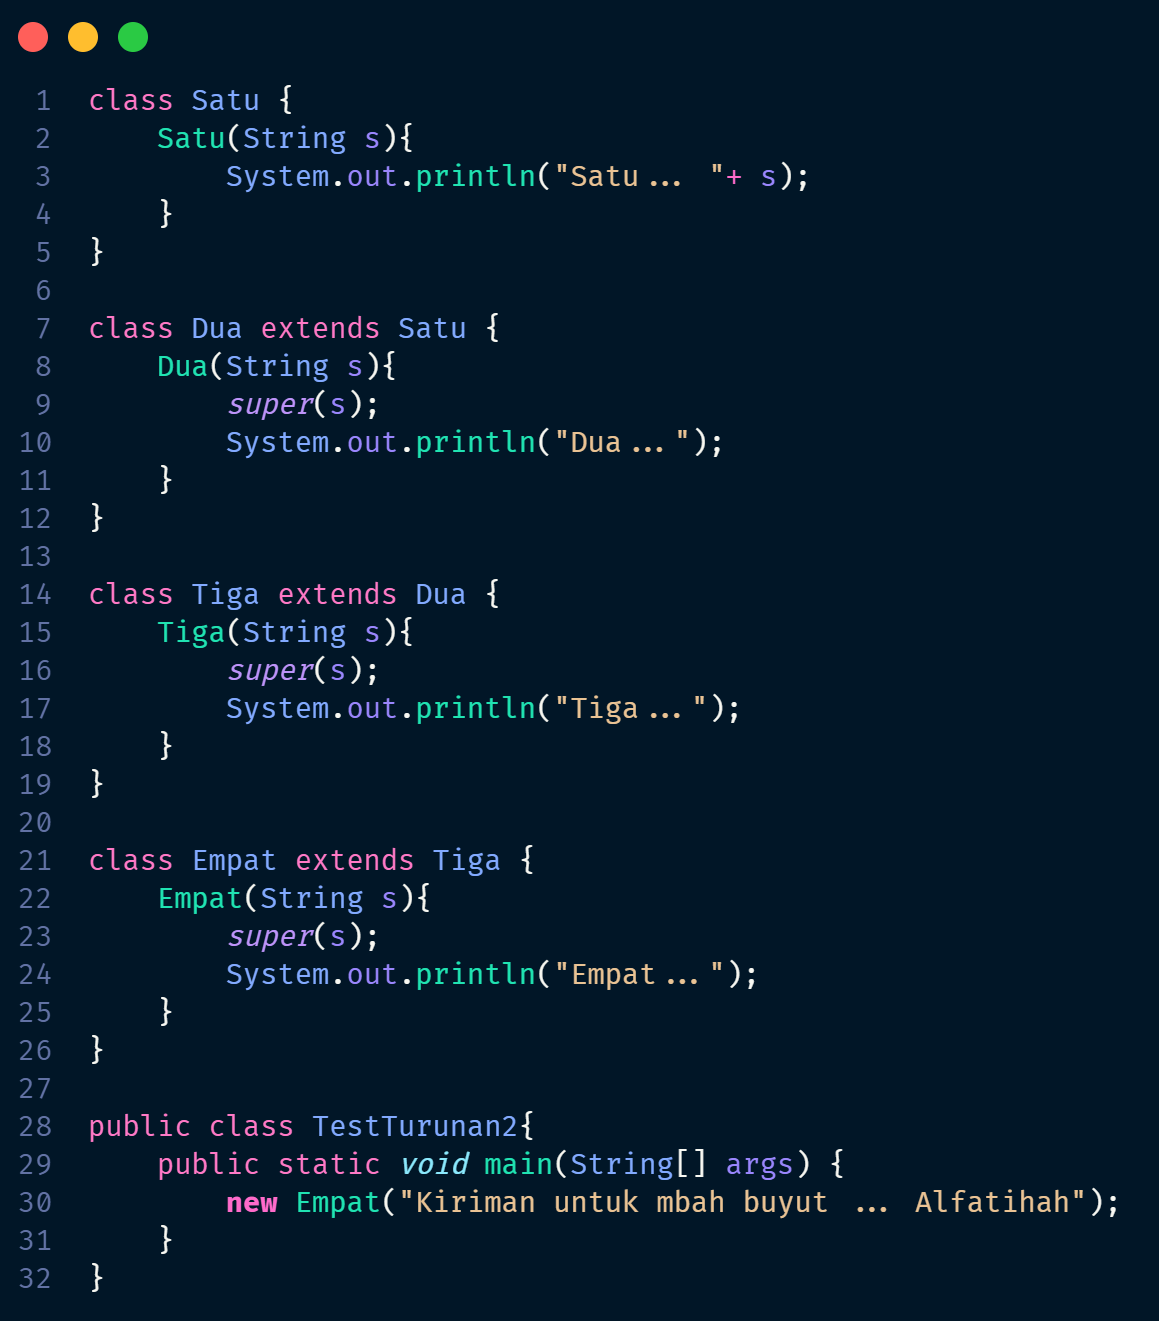 1 class Satu {
2     Satu(String s){
3         System.out.println("Satu... "+ s);
4     }
5 }
6
7 class Dua extends Satu {
8     Dua(String s){
9         super(s);
10         System.out.println("Dua...");
11     }
12 }
13
14 class Tiga extends Dua {
15     Tiga(String s){
16         super(s);
17         System.out.println("Tiga...");
18     }
19 }
20
21 class Empat extends Tiga {
22     Empat(String s){
23         super(s);
24         System.out.println("Empat...");
25     }
26 }
27
28 public class TestTurunan2{
29     public static void main(String[] args) {
30         new Empat("Kiriman untuk mbah buyut ... Alfatihah");
31     }
32 }